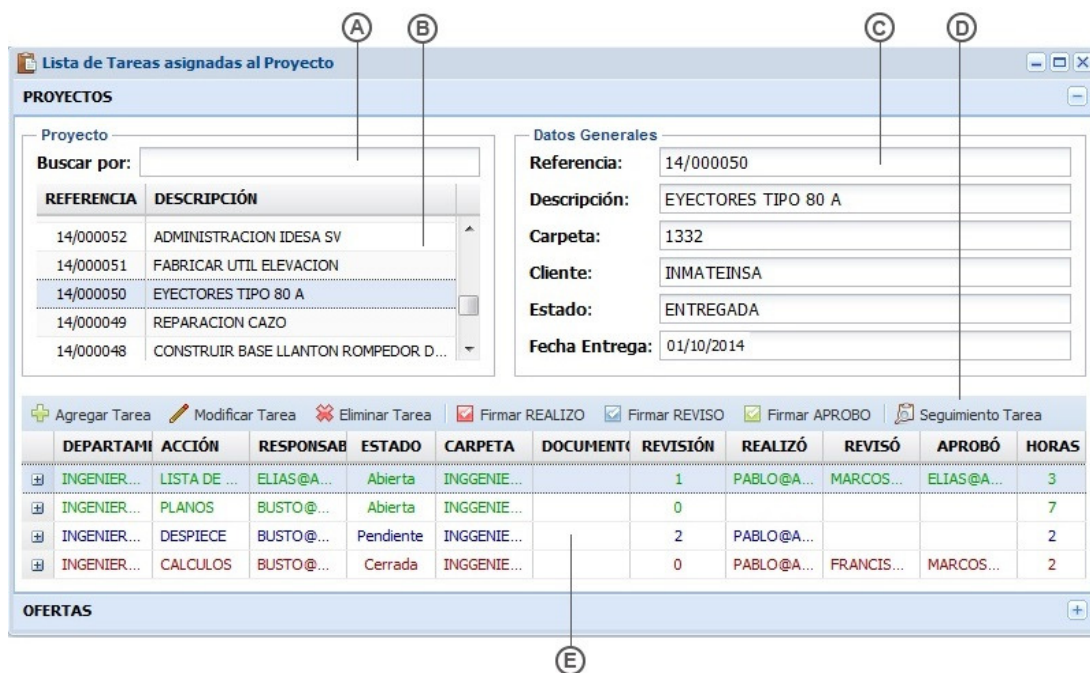 A B C D
Lista de Tareas asignadas al Proyecto
PROYECTOS
Proyecto
Buscar por:
REFERENCIA DESCRIPCIÓN
14/000052 ADMINISTRACION IDESA SV
14/000051 FABRICAR UTIL ELEVACION
14/000050 EYECTORES TIPO 80 A
14/000049 REPARACION CAZO
14/000048 CONSTRUIR BASE LLANTON ROMPEDOR D...
Datos Generales
Referencia: 14/000050
Descripción: EYECTORES TIPO 80 A
Carpeta: 1332
Cliente: INMATEINSA
Estado: ENTREGADA
Fecha Entrega: 01/10/2014
Agregar Tarea Modificar Tarea Eliminar Tarea Firmar REALIZO Firmar REVISO Firmar APROBO Seguimiento Tarea
DEPARTAME ACCIÓN RESPONSAB ESTADO CARPETA DOCUMENTO REVISIÓN REALIZÓ REVISÓ APROBÓ HORAS
INGENIER... LISTA DE ... ELIAS@A... Abierta INGGENIE... 1 PABLO@A... MARCOS... ELIAS@A... 3
INGENIER... PLANOS BUSTO@... Abierta INGGENIE... 0 7
INGENIER... DESPIECE BUSTO@... Pendiente INGGENIE... 2 PABLO@A... 2
INGENIER... CALCULOS BUSTO@... Cerrada INGGENIE... 0 PABLO@A... FRANCIS... MARCOS... 2
OFERTAS
E